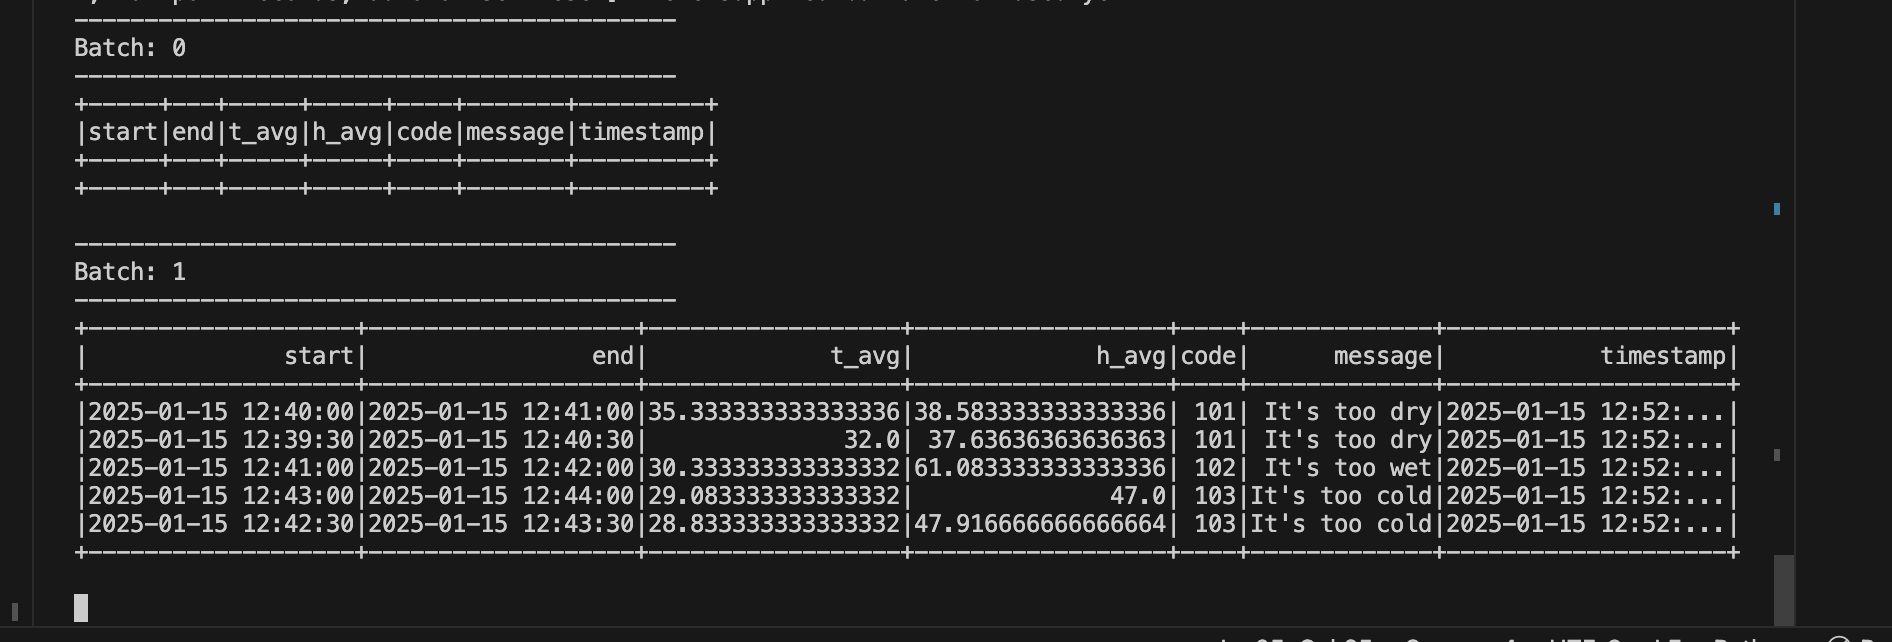 -------------------------------------------
Batch: 0
-------------------------------------------
+-----+---+-----+-----+----+-------+---------+
|start|end|t_avg|h_avg|code|message|timestamp|
+-----+---+-----+-----+----+-------+---------+
+-----+---+-----+-----+----+-------+---------+
-------------------------------------------
Batch: 1
-------------------------------------------
+-------------------+-------------------+------------------+------------------+----+-------------+--------------------+
|              start|                end|             t_avg|             h_avg|code|      message|           timestamp|
+-------------------+-------------------+------------------+------------------+----+-------------+--------------------+
|2025-01-15 12:40:00|2025-01-15 12:41:00|35.333333333333336|38.583333333333336| 101| It's too dry|2025-01-15 12:52:...|
|2025-01-15 12:39:30|2025-01-15 12:40:30|              32.0| 37.63636363636363| 101| It's too dry|2025-01-15 12:52:...|
|2025-01-15 12:41:00|2025-01-15 12:42:00|30.333333333333332|61.083333333333336| 102| It's too wet|2025-01-15 12:52:...|
|2025-01-15 12:43:00|2025-01-15 12:44:00|29.083333333333332|              47.0| 103|It's too cold|2025-01-15 12:52:...|
|2025-01-15 12:42:30|2025-01-15 12:43:30|28.833333333333332|47.916666666666664| 103|It's too cold|2025-01-15 12:52:...|
+-------------------+-------------------+------------------+------------------+----+-------------+--------------------+